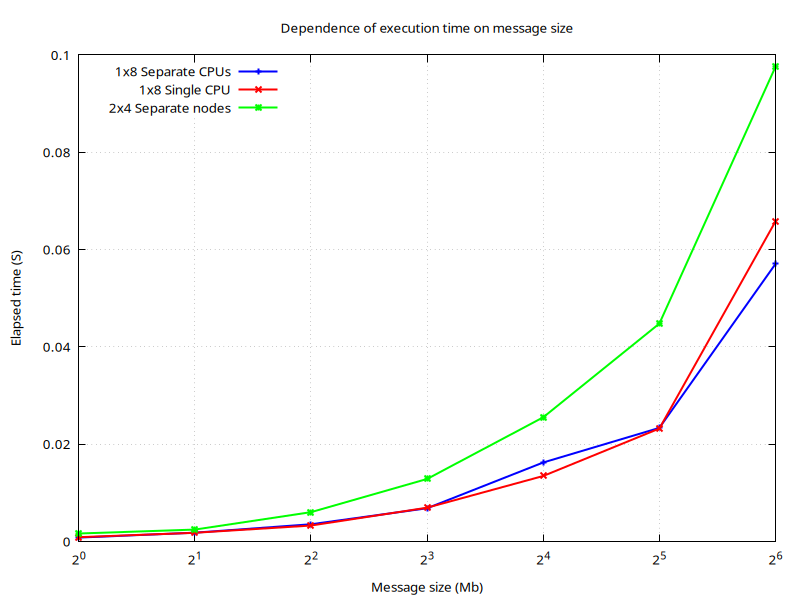 Dependence of execution time on message size
1x8 Separate CPUs
1x8 Single CPU
2x4 Separate nodes
0.1
0.08
0.06
0.04
0.02
0
Elapsed time (S)
2^0 2^1 2^2 2^3 2^4 2^5 2^6
Message size (Mb)